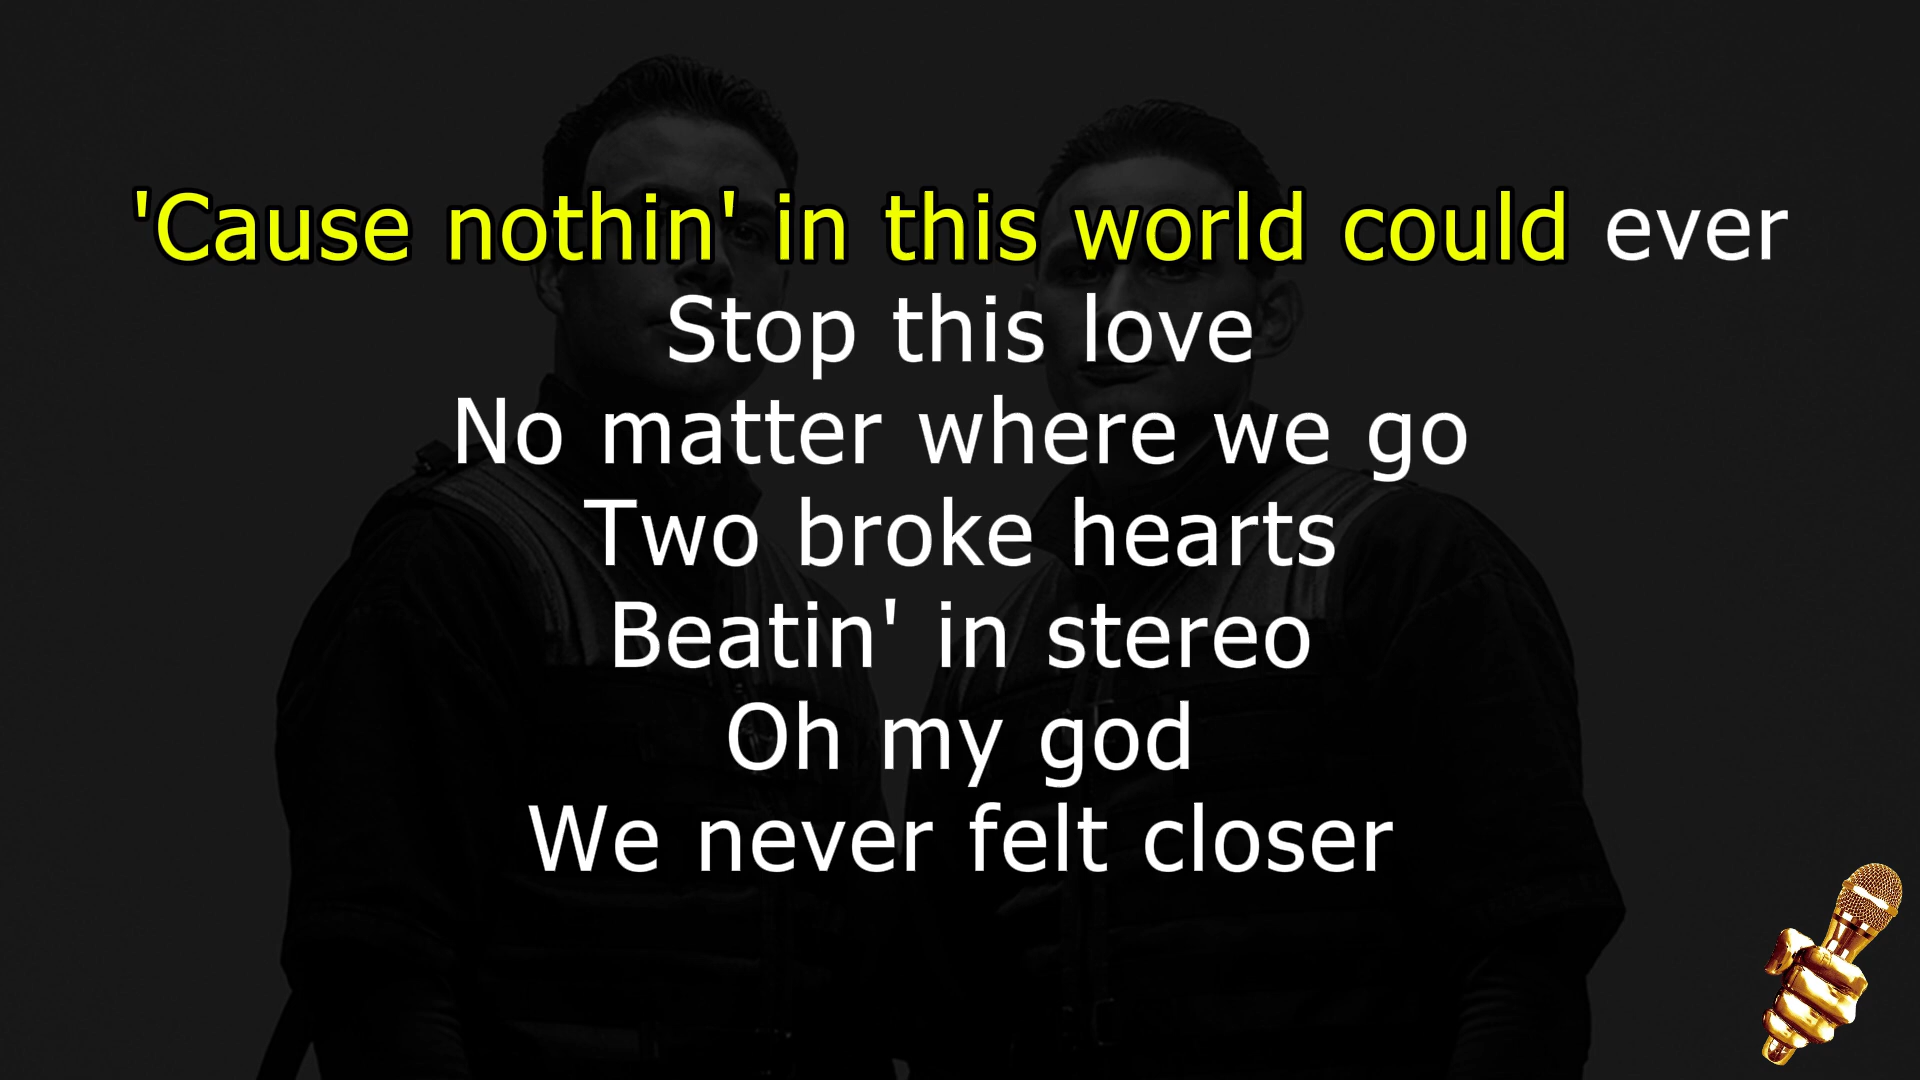 'Cause nothin' in this world could ever
Stop this love
No matter where we go
Two broke hearts
Beatin' in stereo
Oh my god
We never felt closer